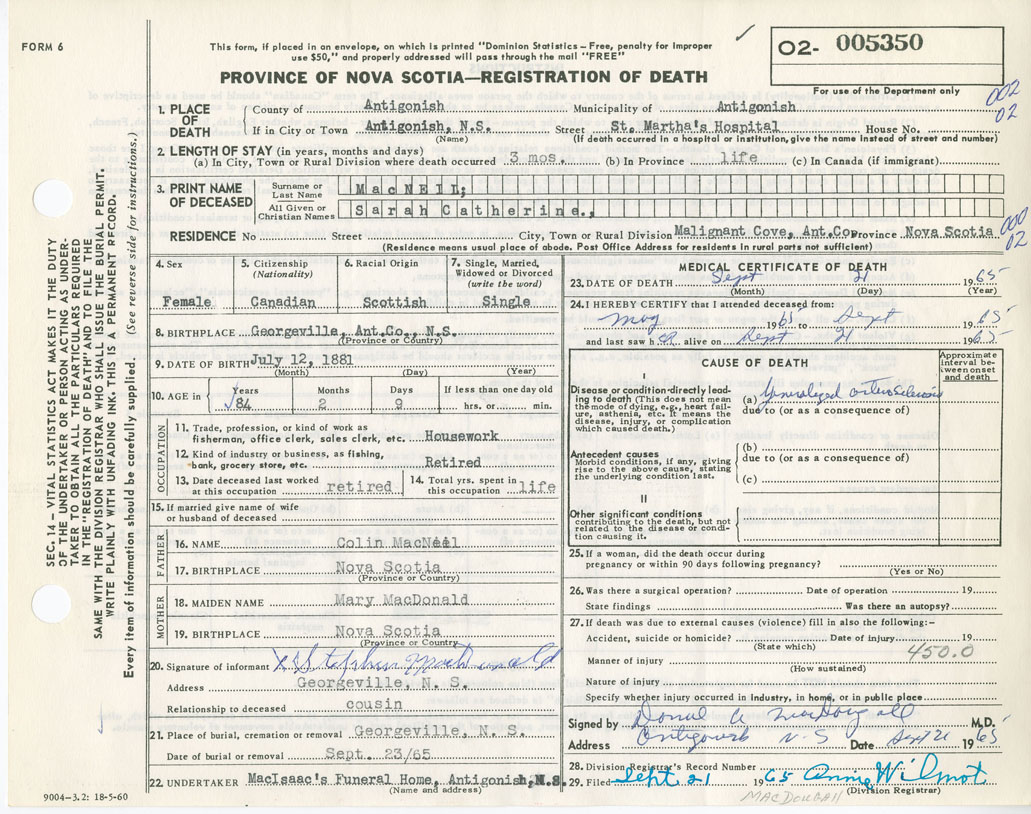 FORM 6
This form, if placed in an envelope, on which is printed "Dominion Statistics – Free, penalty for improper
use $50," and properly addressed will pass through the mail "FREE"
✓
02- 005350
PROVINCE OF NOVA SCOTIA—REGISTRATION OF DEATH
For use of the Department only
002
02
1. PLACE OF DEATH
County of Antigonish Municipality of Antigonish
If in City or Town Antigonish, N.S. Street St. Martha's Hospital House No.
(Name) (If death occurred in a hospital or institution, give the name instead of street and number)
2. LENGTH OF STAY (in years, months and days)
(a) In City, Town or Rural Division where death occurred 3 mos. (b) In Province life (c) In Canada (if immigrant)
3. PRINT NAME OF DECEASED
Surname or Last Name MacNEIL;
All Given or Christian Names Sarah Catherine.,
RESIDENCE No Street City, Town or Rural Division Malignant Cove, Ant.Co Province Nova Scotia
000
02
(Residence means usual place of abode. Post Office Address for residents in rural parts not sufficient)
4. Sex
Female
5. Citizenship
(Nationality)
Canadian
6. Racial Origin
Scottish
7. Single, Married,
Widowed or Divorced
(write the word)
Single
8. BIRTHPLACE Georgeville, Ant.Co., N.S.
(Province or Country)
9. DATE OF BIRTH July 12, 1881
(Month) (Day) (Year)
10. AGE in
Years Months Days If less than one day old
84 2 9 hrs. or min.
OCCUPATION
11. Trade, profession, or kind of work as
fisherman, office clerk, sales clerk, etc. Housework
12. Kind of industry or business, as fishing,
bank, grocery store, etc. Retired
13. Date deceased last worked
at this occupation retired
14. Total yrs. spent in
this occupation life
15. If married give name of wife
or husband of deceased
FATHER
16. NAME Colin MacNeil
17. BIRTHPLACE Nova Scotia
(Province or Country)
MOTHER
18. MAIDEN NAME Mary MacDonald
19. BIRTHPLACE Nova Scotia
(Province or Country)
20. Signature of informant X Stephen MacDonald
Address Georgeville, N. S.
Relationship to deceased cousin
21. Place of burial, cremation or removal Georgeville, N. S.
Date of burial or removal Sept. 23/65
22. UNDERTAKER MacIsaac's Funeral Home, Antigonish, N.S.
(Name and address)
9004–3.2: 18-5-60
MEDICAL CERTIFICATE OF DEATH
23. DATE OF DEATH Sept 21 1965
(Month) (Day) (Year)
24. I HEREBY CERTIFY that I attended deceased from:
May 1965 to Sept 1965
and last saw h er alive on Sept 21 1965
CAUSE OF DEATH
Approximate interval between onset and death
I
Disease or condition directly leading
to death (This does not mean
the mode of dying, e.g., heart failure,
asthenia, etc. It means the
disease, injury, or complication
which caused death.)
(a) Generalized arteriosclerosis
due to (or as a consequence of)
Antecedent causes
Morbid conditions, if any, giving
rise to the above cause, stating
the underlying condition last.
(b)
due to (or as a consequence of)
(c)
II
Other significant conditions
contributing to the death, but not
related to the disease or condition
causing it.
25. If a woman, did the death occur during
pregnancy or within 90 days following pregnancy?
(Yes or No)
26. Was there a surgical operation? Date of operation 19
State findings Was there an autopsy?
27. If death was due to external causes (violence) fill in also the following:-
Accident, suicide or homicide? Date of injury 19
(State which)
450.0
Manner of injury
(How sustained)
Nature of injury
Specify whether injury occurred in Industry, in home, or in public place
Signed by Donal A MacDougall M.D.
Address Antigonish N.S Date Sept 21 1965
28. Division Registrar's Record Number
29. Filed Sept 21 1965 Annie Wilmot
(Division Registrar)
MACDOUGALL
SEC. 14 – VITAL STATISTICS ACT MAKES IT THE DUTY
OF THE UNDERTAKER OR PERSON ACTING AS UNDER-
TAKER TO OBTAIN ALL THE PARTICULARS REQUIRED
IN THE "REGISTRATION OF DEATH" AND TO FILE THE
SAME WITH THE DIVISION REGISTRAR WHO SHALL ISSUE THE BURIAL PERMIT.
WRITE PLAINLY WITH UNFADING INK. THIS IS A PERMANENT RECORD.
Every item of information should be carefully supplied. (See reverse side for instructions.)